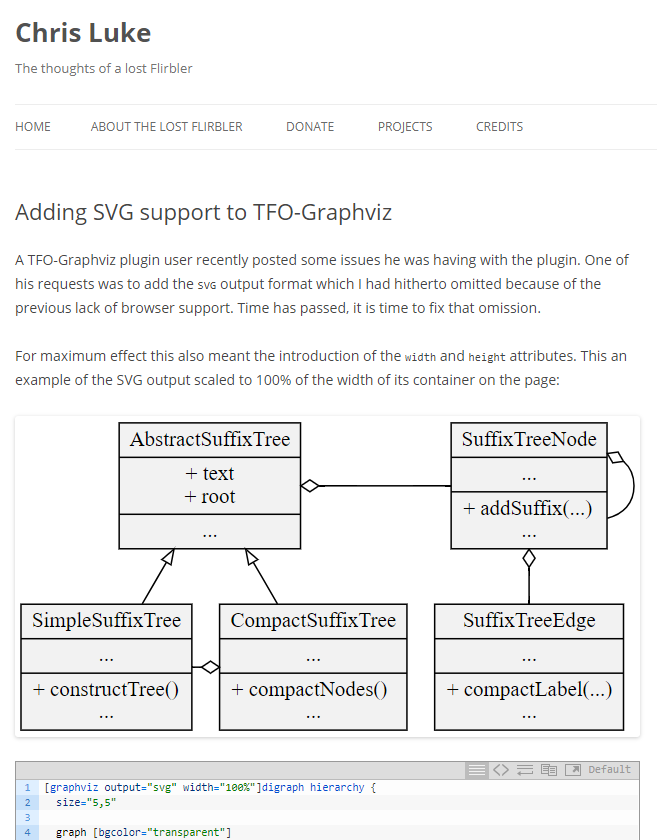 Chris Luke
The thoughts of a lost Flirbler
HOME ABOUT THE LOST FLIRBLER DONATE PROJECTS CREDITS
Adding SVG support to TFO-Graphviz
A TFO-Graphviz plugin user recently posted some issues he was having with the plugin. One of
his requests was to add the svg output format which I had hitherto omitted because of the
previous lack of browser support. Time has passed, it is time to fix that omission.
For maximum effect this also meant the introduction of the width and height attributes. This an
example of the SVG output scaled to 100% of the width of its container on the page:
AbstractSuffixTree
+ text
+ root
...
SuffixTreeNode
...
+ addSuffix(...)
...
SimpleSuffixTree
...
+ constructTree()
...
CompactSuffixTree
...
+ compactNodes()
...
SuffixTreeEdge
...
+ compactLabel(...)
...
Default
1 [graphviz output="svg" width="100%"]digraph hierarchy {
2 size="5,5"
3
4 graph [bgcolor="transparent"]